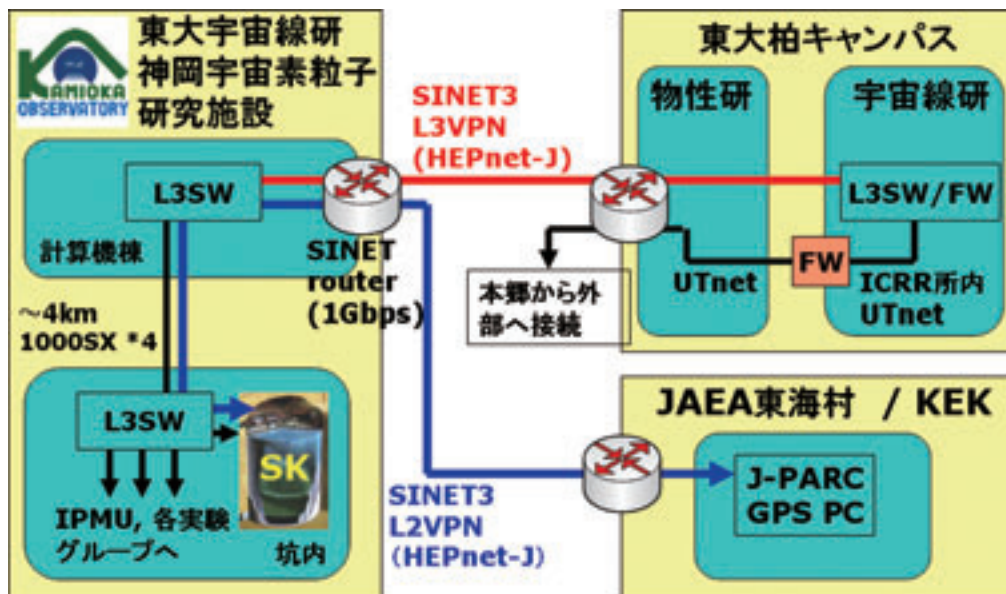 KAMIOKA
OBSERVATORY
東大宇宙線研
神岡宇宙素粒子
研究施設
L3SW
計算機棟
SINET
router
(1Gbps)
～4km
1000SX *4
L3SW
SK
IPMU, 各実験
グループへ
坑内
SINET3
L3VPN
(HEPnet-J)
本郷から外
部へ接続
SINET3
L2VPN
(HEPnet-J)
東大柏キャンパス
物性研
宇宙線研
L3SW/FW
FW
UTnet
ICRR所内
UTnet
JAEA東海村 / KEK
J-PARC
GPS PC